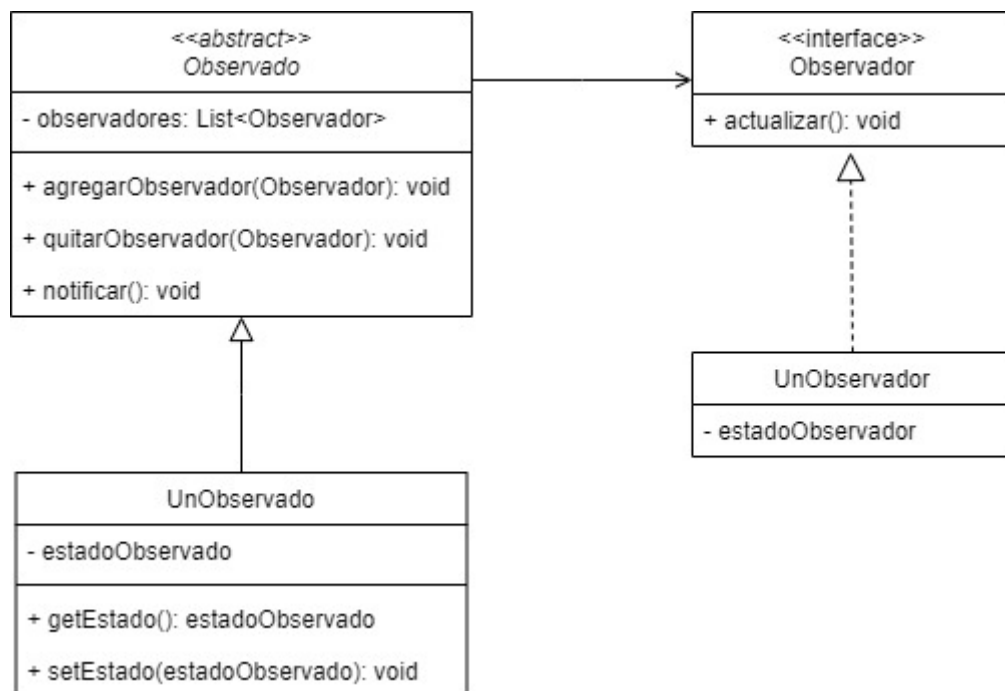 <<abstract>>
Observado
- observadores: List<Observador>
+ agregarObservador(Observador): void
+ quitarObservador(Observador): void
+ notificar(): void
<<interface>>
Observador
+ actualizar(): void
UnObservador
- estadoObservador
UnObservado
- estadoObservado
+ getEstado(): estadoObservado
+ setEstado(estadoObservado): void